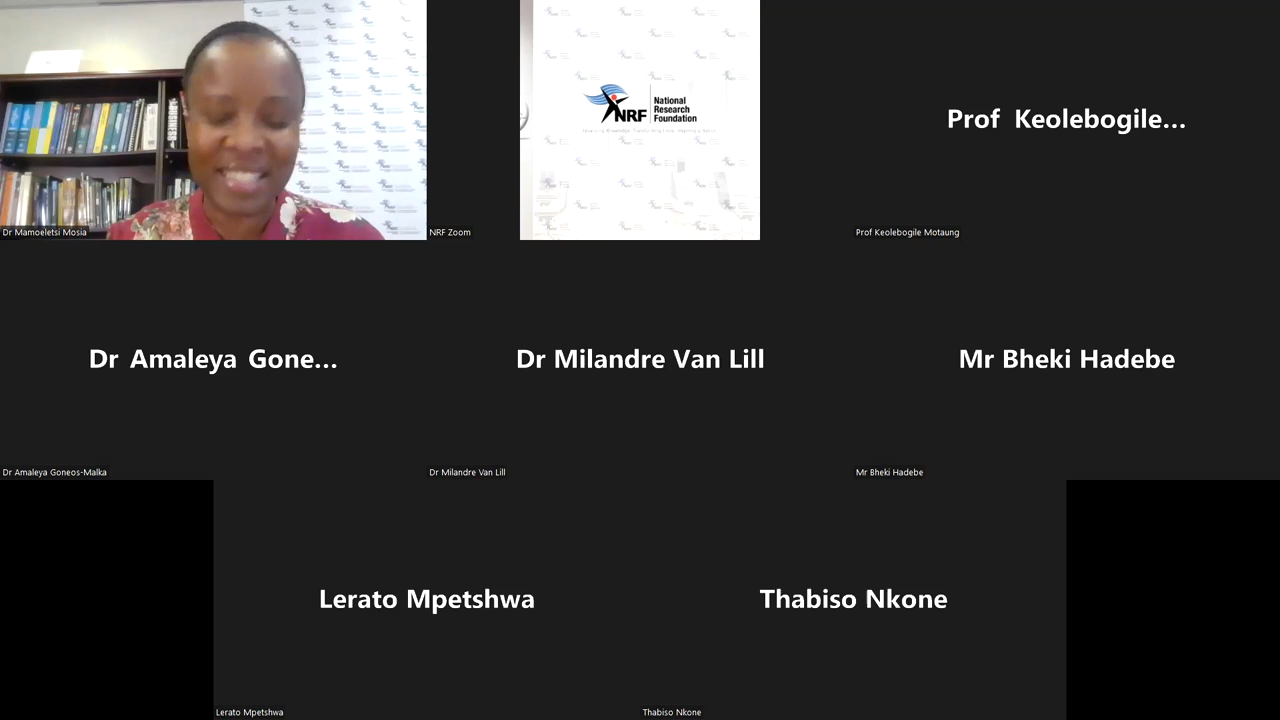 NRF
National
Research
Foundation
Dr Mamoeletsi Mosia
NRF Zoom
Prof Keolebogile...
Prof Keolebogile Motaung
Dr Amaleya Gone...
Dr Milandre Van Lill
Mr Bheki Hadebe
Dr Amaleya Goneos-Malka
Dr Milandre Van Lill
Mr Bheki Hadebe
Lerato Mpetshwa
Thabiso Nkone
Lerato Mpetshwa
Thabiso Nkone